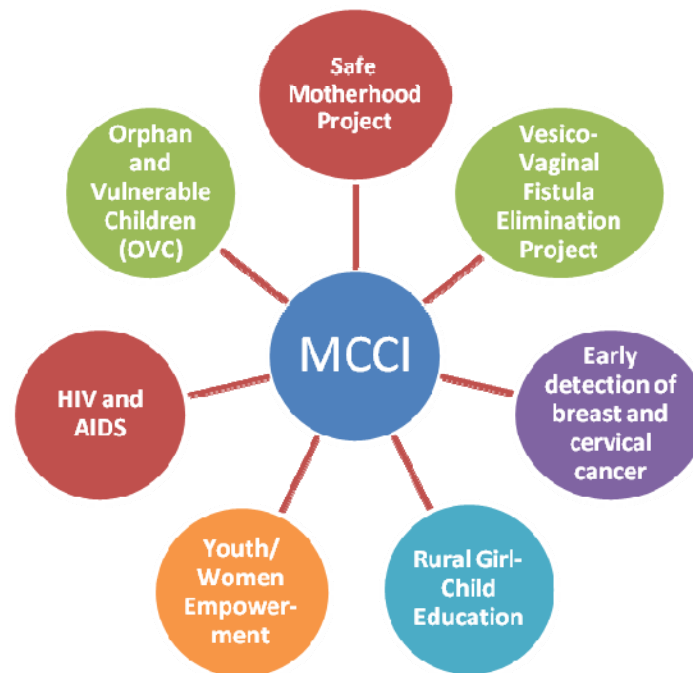 Safe
Motherhood
Project
Vesico-
Vaginal
Fistula
Elimination
Project
Early
detection of
breast and
cervical
cancer
Rural Girl-
Child
Education
Youth/
Women
Empower-
ment
HIV and
AIDS
Orphan
and
Vulnerable
Children
(OVC)
MCCI